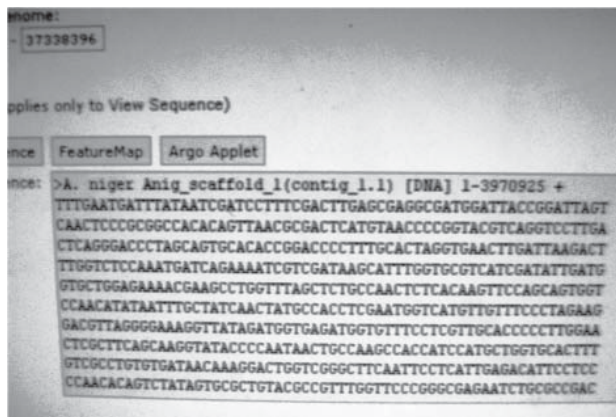 enome:
- 37338396
pplies only to View Sequence)
nce FeatureMap Argo Applet
nce: >A. niger Anig_scaffold_1(contig_1.1) [DNA] 1-3970925 +
TTTGAATGATTTATAATCGATCCTTTCGACTTGAGCGAGGCGATGGATTACCGGATTAGT
CAACTCCCGCGGCCACACAGTTAACGCGACTCATGTAACCCCGGTACGTCAGGTCCTTGA
CTCAGGGACCCTAGCAGTGCACACCGGACCCCTTTGCACTAGGTGAACTTGATTAAGACT
TTGGTCTCCAAATGATCAGAAAATCGTCGATAAGCATTTGGTGCGTCATCGATATTGATG
GTGCTGGAGAAAACGAAGCCTGGTTTAGCTCTGCCAACTCTCACAAGTTCCAGCAGTGGT
CCAACATATAATTTGCTATCAACTATGCCACCTCGAATGGTCATGTTGTTTCCCTAGAAG
GACGTTAGGGGAAAGGTTATAGATGGTGAGATGGTGTTTCCTCGTTGCACCCCCTTGGAA
CTCGCTTCAGCAAGGTATACCCCAATAACTGCCAAGCCACCATCCATGCTGGTGCACTTT
GTCGCCTGTGTGATAACAAAGGACTGGTCGGGCTTCAATTCCTCATTGAGACATTCCTCC
CCAACACAGTCTATAGTGCGCTGTACGCCGTTTGGTTCCCGGGCGAGAATCTGCGCCGAC